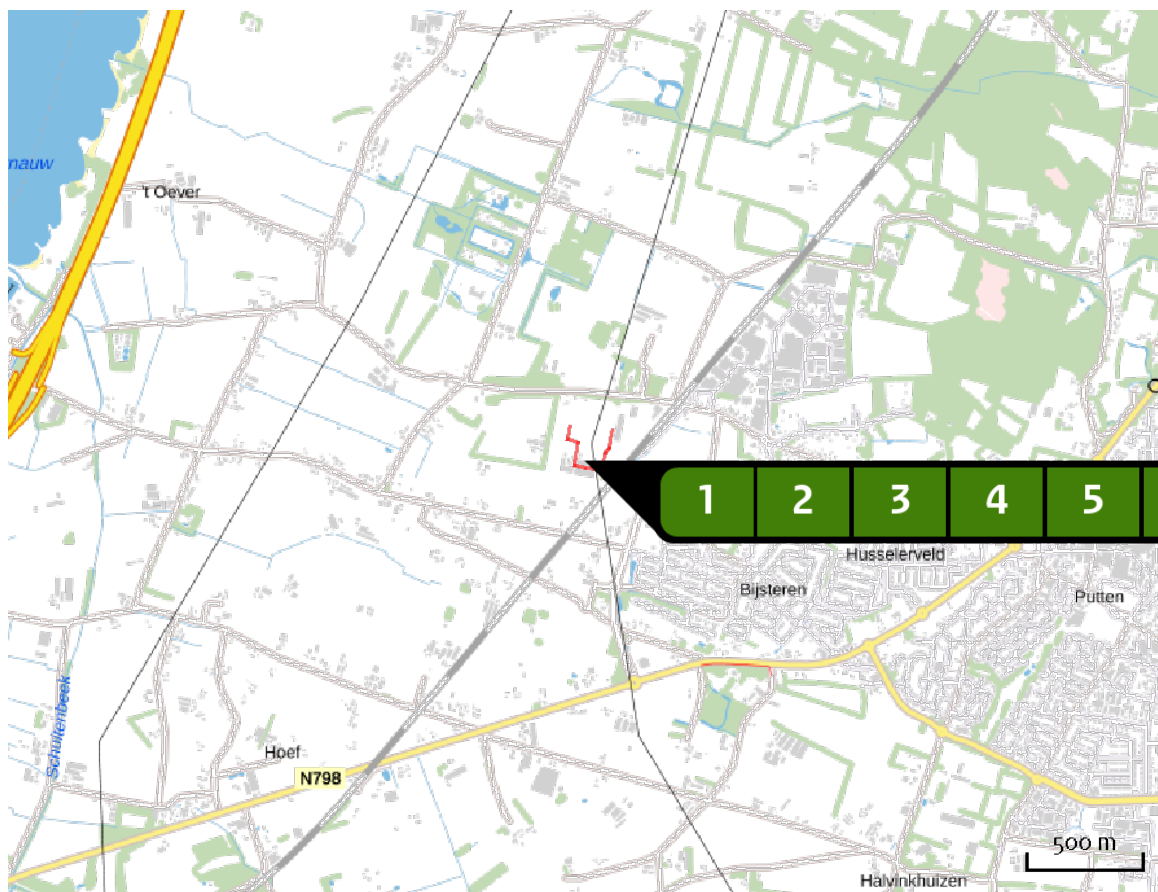 nauw
't Oever
1 2 3 4 5
Husselerveld
Bijsteren
Putten
Schuitenbeek
Hoef
N798
500 m
Halvinkhuizen